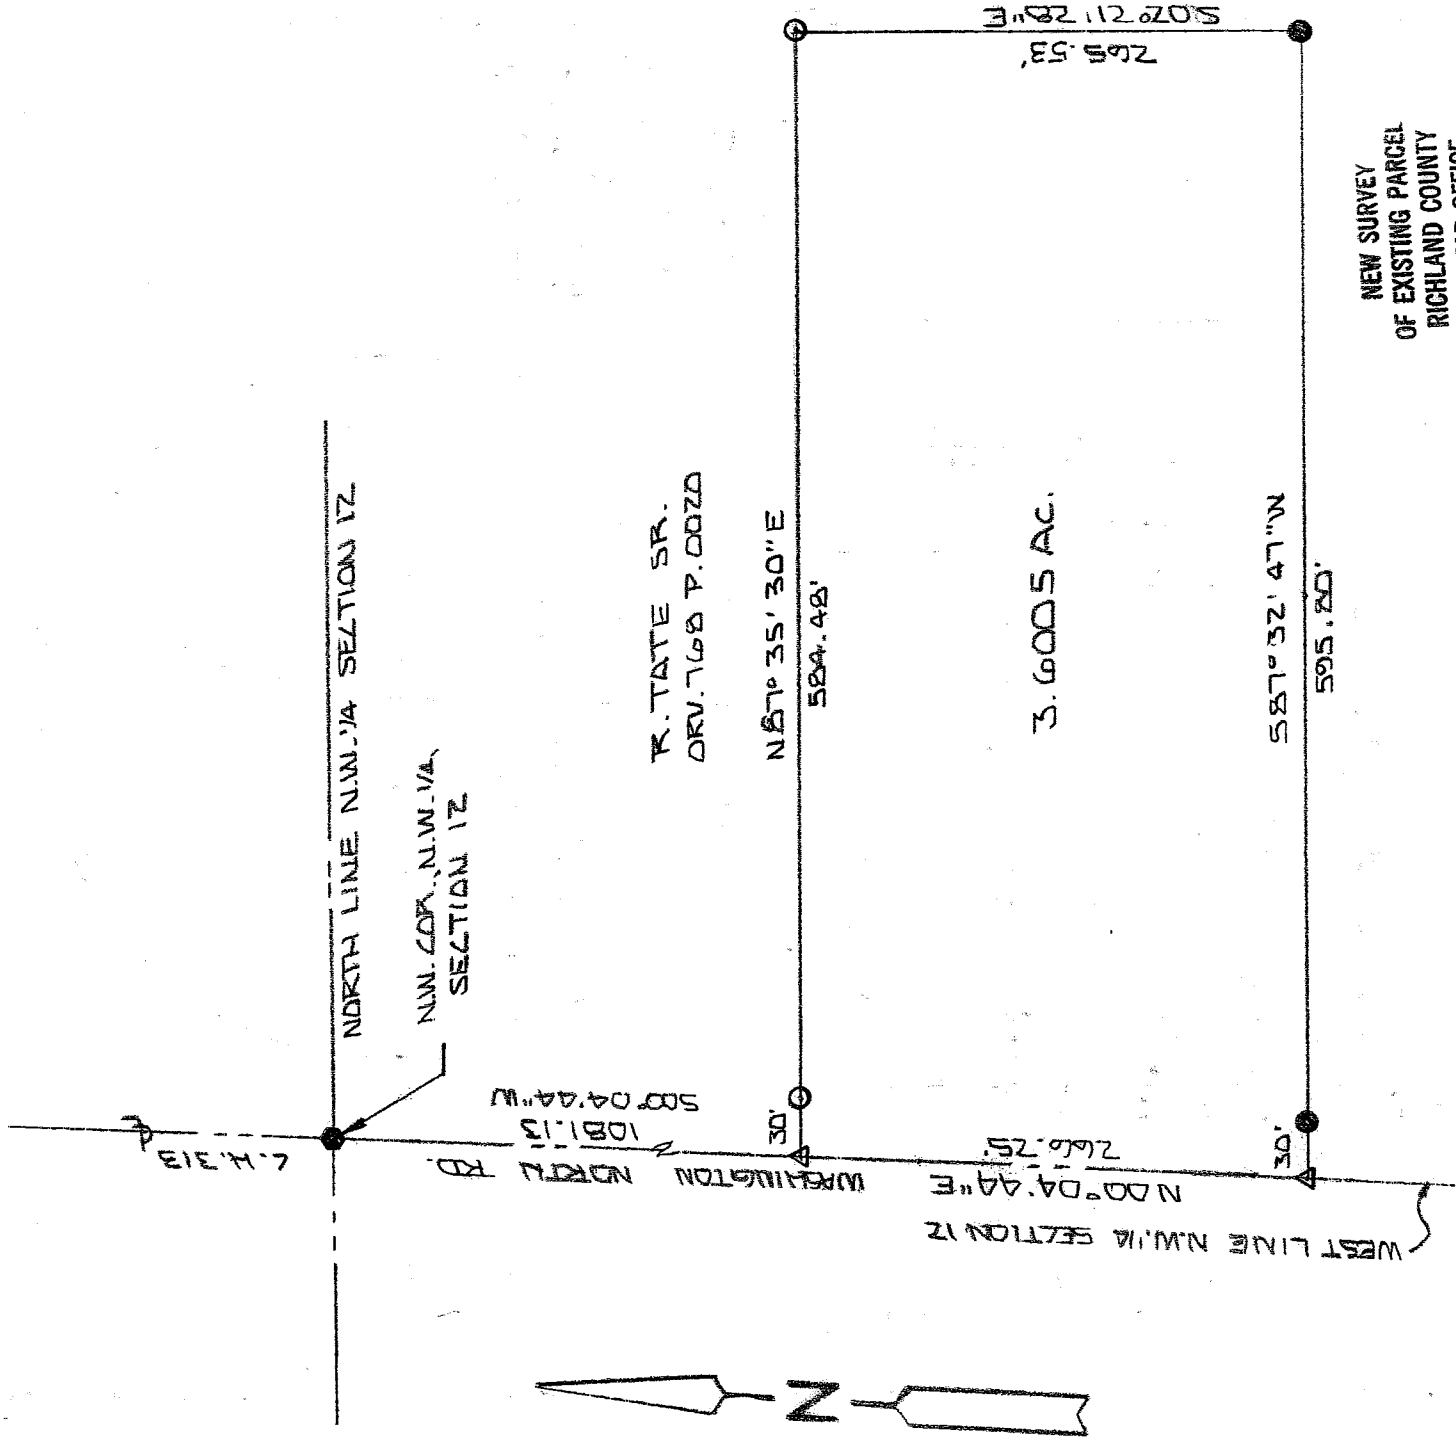 C.H. 313
NORTH LINE N.W. 1/4 SECTION 12
N.W. COR., N.W. 1/4,
SECTION 12
S00°04'44"W
1081.13
WASHINGTON NORTH RD.
R. TATE SR.
ORV. 768 P. 0020
N87°35'30"E
584.48'
30'
S02°21'28"E
265.53'
3.6005 AC.
N00°04'44"E
266.25'
WEST LINE N.W. 1/4 SECTION 12
S87°32'47"W
595.80'
30'
N
NEW SURVEY
OF EXISTING PARCEL
RICHLAND COUNTY
OFFICE